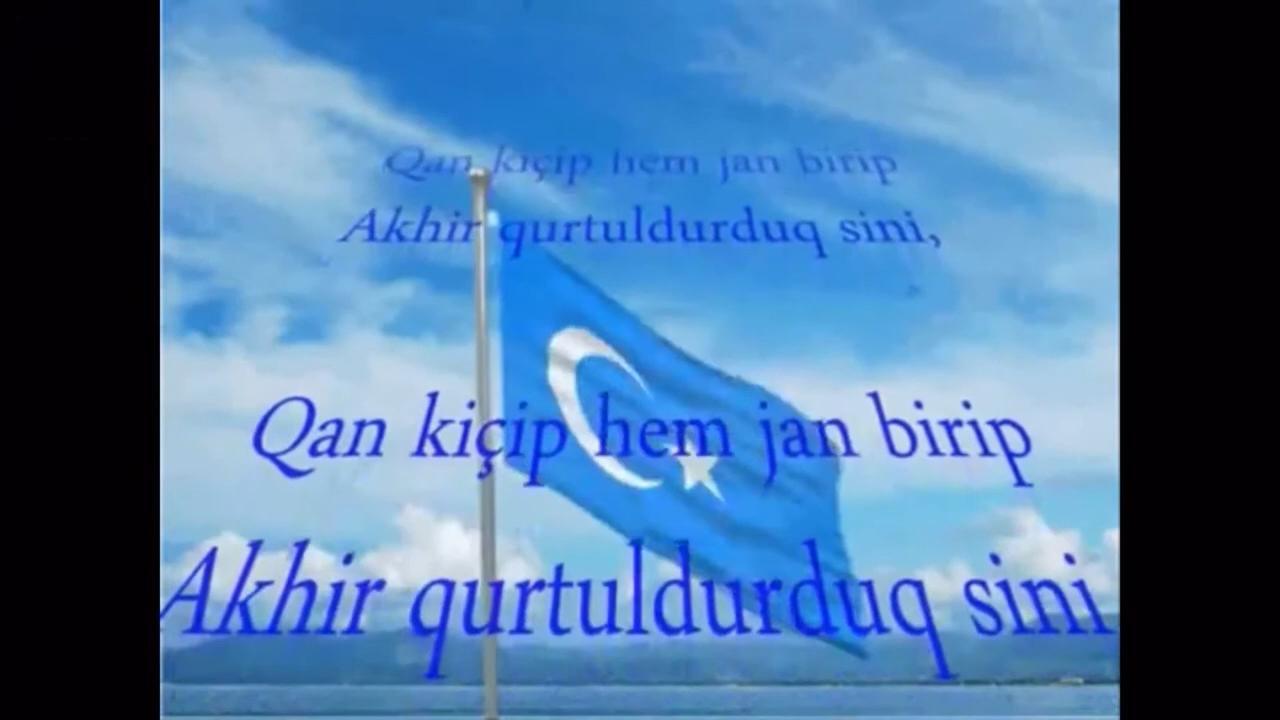 Qan kiçip hem jan birip
Akhir qurtuldurduq sini,
Qan kiçip hem jan birip
Akhir qurtuldurduq sini